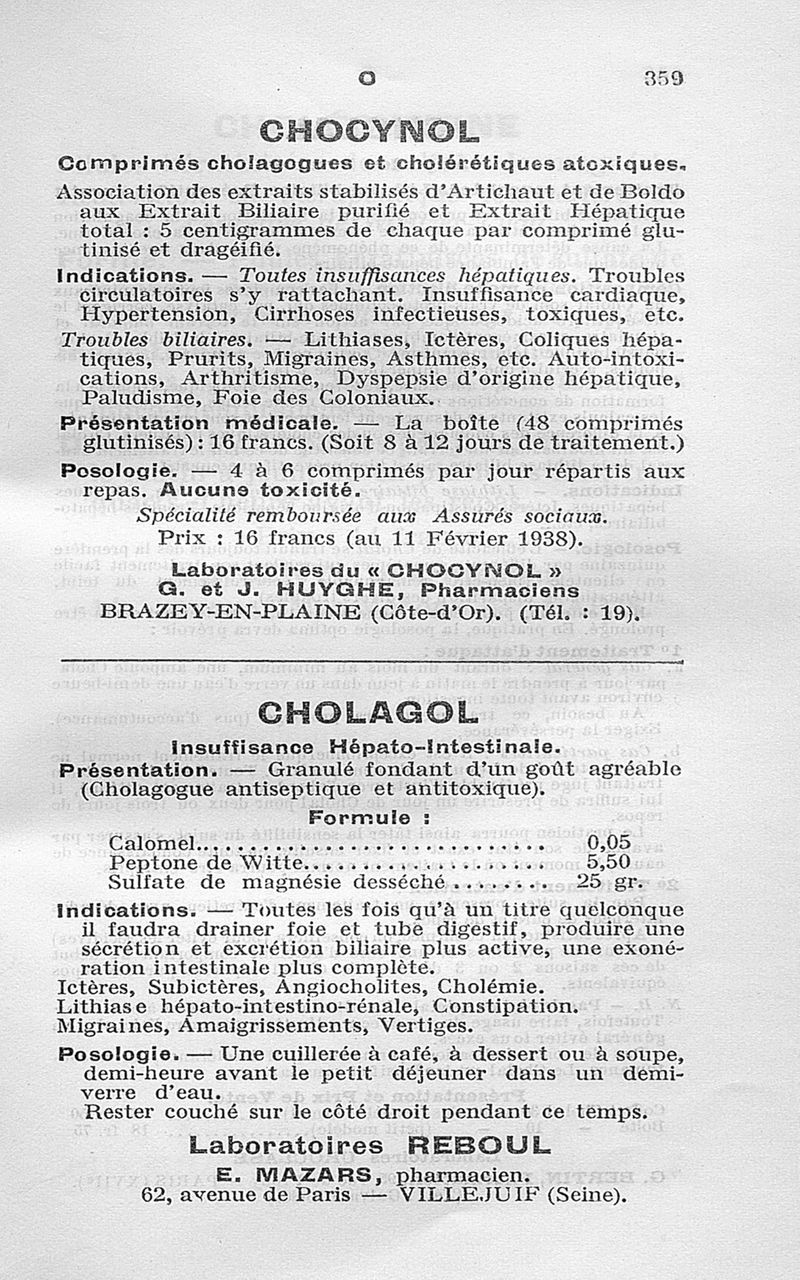 C 359
CHOCYNOL
Comprimés cholagogues et cholérétiques atoxiques.
Association des extraits stabilisés d'Artichaut et de Boldo
aux Extrait Biliaire purifié et Extrait Hépatique
total : 5 centigrammes de chaque par comprimé glu-
tinisé et dragéifié.
Indications. — Toutes insuffisances hépatiques. Troubles
circulatoires s'y rattachant. Insuffisance cardiaque,
Hypertension, Cirrhoses infectieuses, toxiques, etc.
Troubles biliaires. — Lithiases, Ictères, Coliques hépa-
tiques, Prurits, Migraines, Asthmes, etc. Auto-intoxi-
cations, Arthritisme, Dyspepsie d'origine hépatique,
Paludisme, Foie des Coloniaux.
Présentation médicale. — La boîte (48 comprimés
glutinisés) : 16 francs. (Soit 8 à 12 jours de traitement.)
Posologie. — 4 à 6 comprimés par jour répartis aux
repas. Aucune toxicité.
Spécialité remboursée aux Assurés sociaux.
Prix : 16 francs (au 11 Février 1938).
Laboratoires du « CHOCYNOL »
G. et J. HUYGHE, Pharmaciens
BRAZEY-EN-PLAINE (Côte-d'Or). (Tél. : 19).
CHOLAGOL
Insuffisance Hépato-Intestinale.
Présentation. — Granulé fondant d'un goût agréable
(Cholagogue antiseptique et antitoxique).
Formule :
Calomel.............................. 0,05
Peptone de Witte.................... 5,50
Sulfate de magnésie desséché ........ 25 gr.
Indications. — Toutes les fois qu'à un titre quelconque
il faudra drainer foie et tube digestif, produire une
sécrétion et excrétion biliaire plus active, une exoné-
ration intestinale plus complète.
Ictères, Subictères, Angiocholites, Cholémie.
Lithiase hépato-intestino-rénale, Constipation.
Migraines, Amaigrissements, Vertiges.
Posologie. — Une cuillerée à café, à dessert ou à soupe,
demi-heure avant le petit déjeuner dans un demi-
verre d'eau.
Rester couché sur le côté droit pendant ce temps.
Laboratoires REBOUL
E. MAZARS, pharmacien.
62, avenue de Paris — VILLEJUIF (Seine).